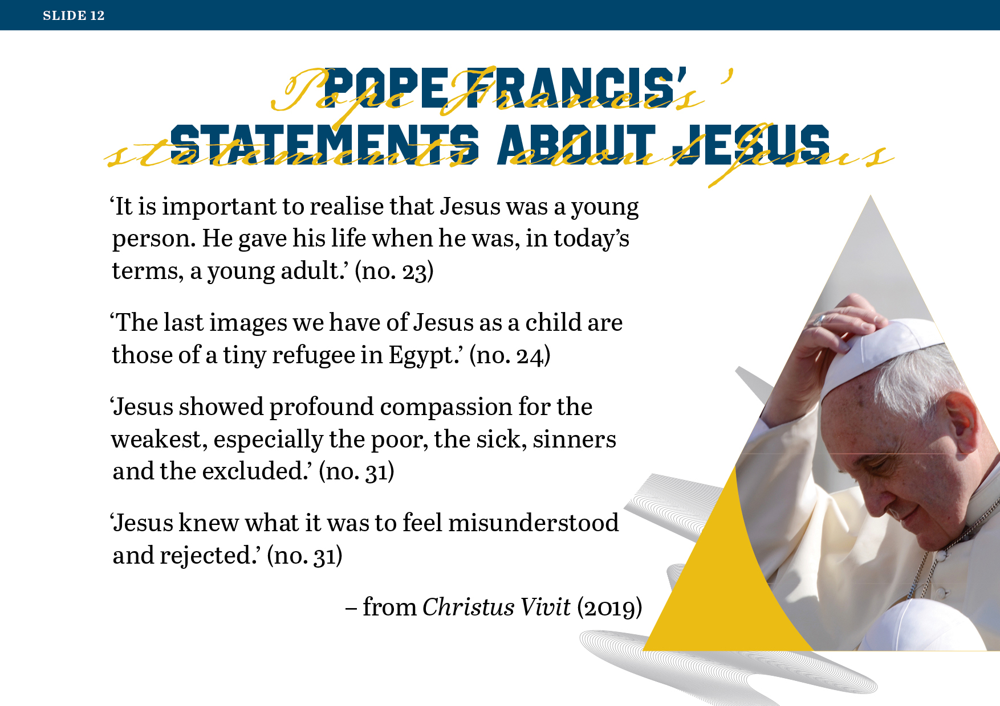 SLIDE 12
POPE FRANCIS’
Pope Francis’
STATEMENTS ABOUT JESUS
statements about Jesus
‘It is important to realise that Jesus was a young
person. He gave his life when he was, in today’s
terms, a young adult.’ (no. 23)
‘The last images we have of Jesus as a child are
those of a tiny refugee in Egypt.’ (no. 24)
‘Jesus showed profound compassion for the
weakest, especially the poor, the sick, sinners
and the excluded.’ (no. 31)
‘Jesus knew what it was to feel misunderstood
and rejected.’ (no. 31)
– from Christus Vivit (2019)